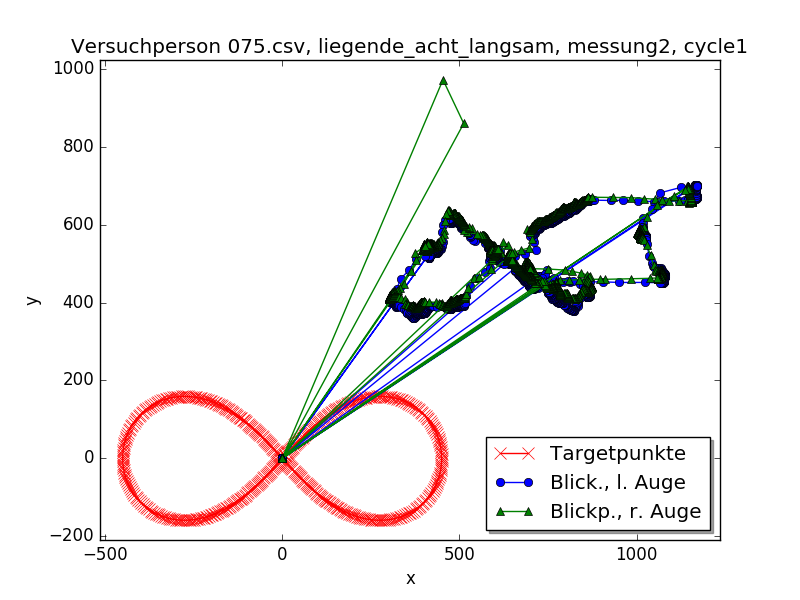 Versuchperson 075.csv, liegende_acht_langsam, messung2, cycle1
1000
800
600
400
200
0
−200
y
−500 0 500 1000
x
Targetpunkte
Blick., l. Auge
Blickp., r. Auge